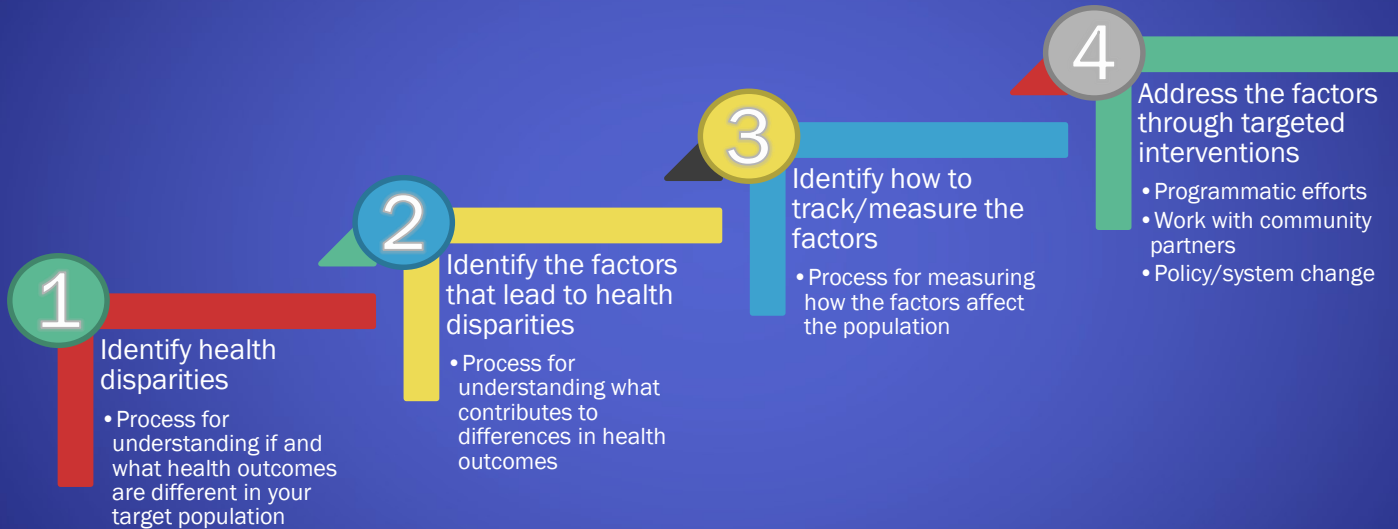 1
Identify health
disparities
•Process for
understanding if and
what health outcomes
are different in your
target population
2
Identify the factors
that lead to health
disparities
•Process for
understanding what
contributes to
differences in health
outcomes
3
Identify how to
track/measure the
factors
•Process for measuring
how the factors affect
the population
4
Address the factors
through targeted
interventions
•Programmatic efforts
•Work with community
partners
•Policy/system change